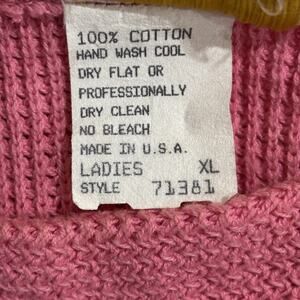 100% COTTON
HAND WASH COOL
DRY FLAT OR
PROFESSIONALLY
DRY CLEAN
NO BLEACH
MADE IN U.S.A.
LADIES XL
STYLE 71381